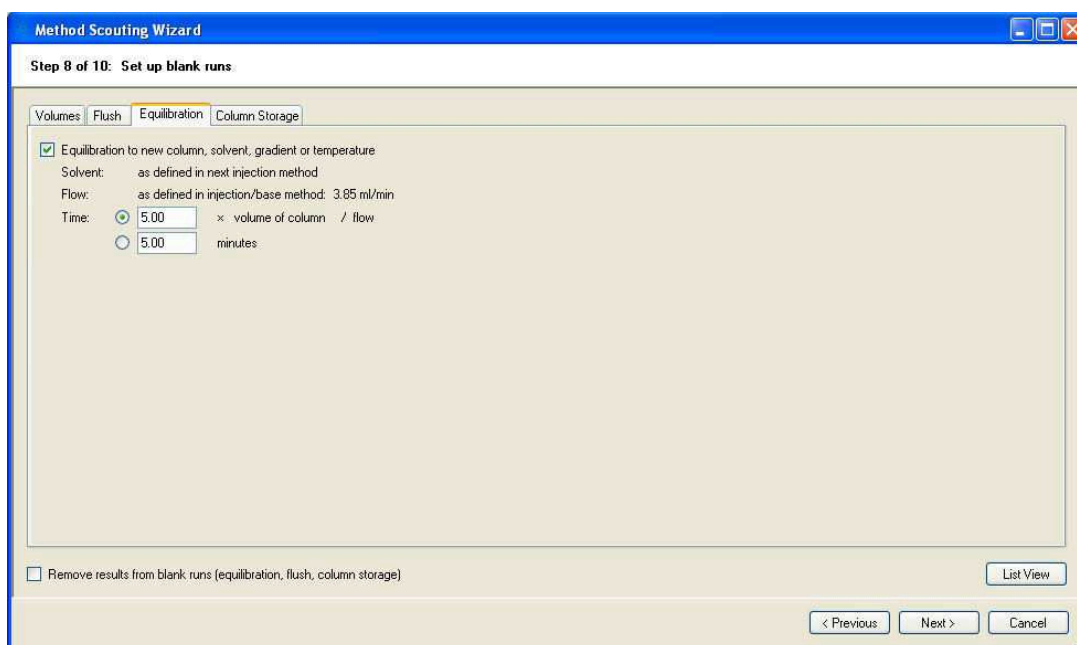 Method Scouting Wizard
Step 8 of 10: Set up blank runs
Volumes Flush Equilibration Column Storage
Equilibration to new column, solvent, gradient or temperature
Solvent: as defined in next injection method
Flow: as defined in injection/base method: 3.85 ml/min
Time: 5.00 × volume of column / flow
5.00 minutes
Remove results from blank runs (equilibration, flush, column storage) List View
< Previous Next > Cancel